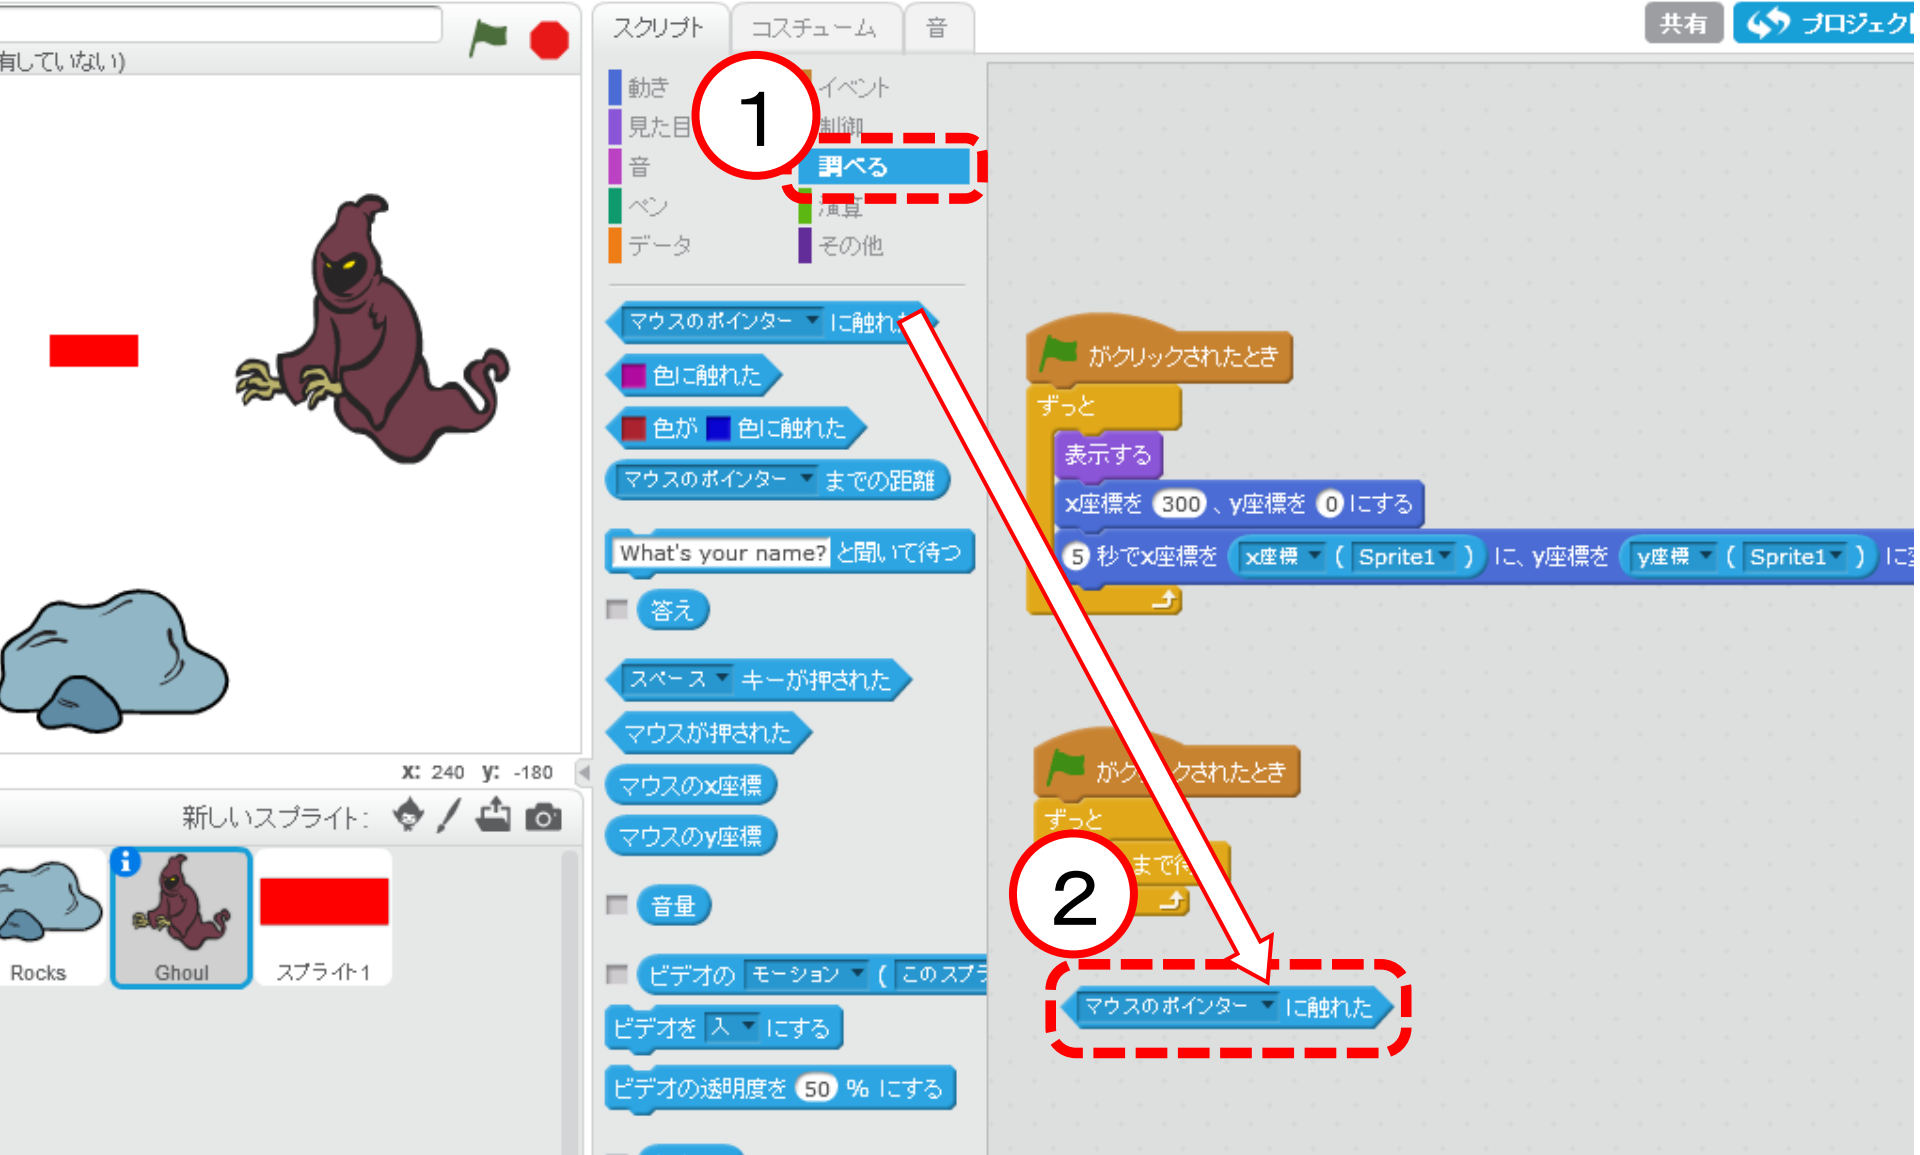 有していない)
スクリプト
コスチューム
音
共有
プロジェクト
動き
見た目
音
ペン
データ
イベント
制御
調べる
演算
その他
1
マウスのポインター に触れた
色に触れた
色が 色に触れた
マウスのポインター までの距離
What's your name? と聞いて待つ
答え
スペース キーが押された
マウスが押された
マウスのx座標
マウスのy座標
音量
ビデオの モーション ( このスプラ
ビデオを 入 にする
ビデオの透明度を 50 % にする
がクリックされたとき
ずっと
表示する
x座標を 300 、y座標を 0 にする
5 秒でx座標を x座標 ( Sprite1 ) に、y座標を y座標 ( Sprite1 ) に変
がクリックされたとき
ずっと
まで待
2
マウスのポインター に触れた
x: 240 y: -180
新しいスプライト:
Rocks
Ghoul
スプライト1